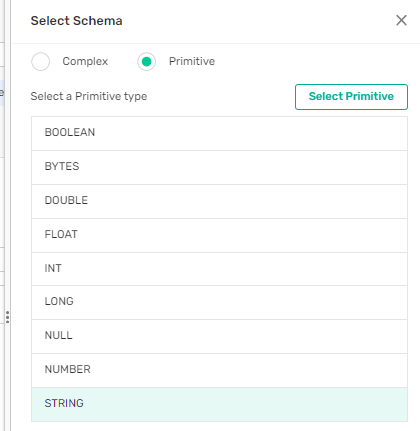 Select Schema
Complex Primitive
Select a Primitive type Select Primitive
BOOLEAN
BYTES
DOUBLE
FLOAT
INT
LONG
NULL
NUMBER
STRING